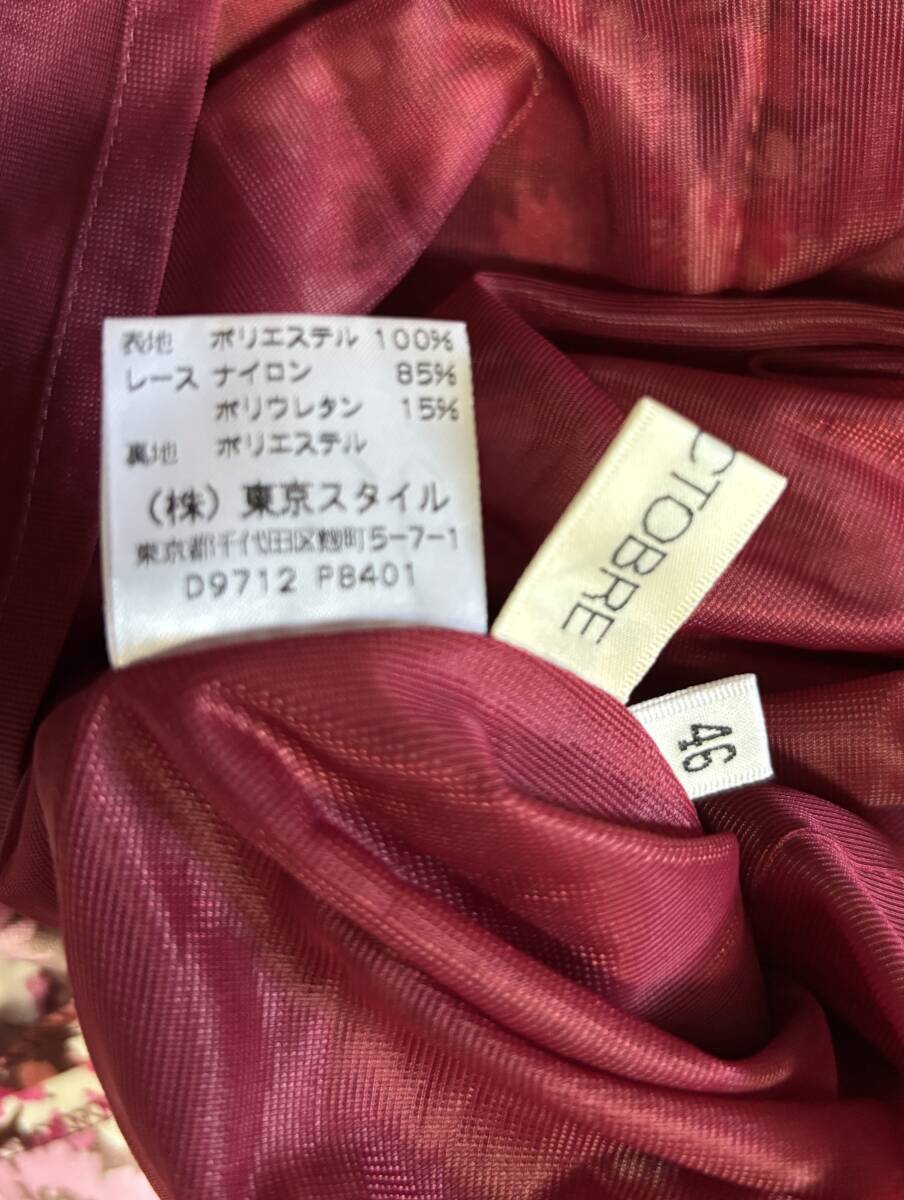 表地 ポリエステル 100%
レース ナイロン 85%
ポリウレタン 15%
裏地 ポリエステル
(株) 東京スタイル
東京都千代田区麹町5-7-1
D9712 P8401
CTOBRE
46